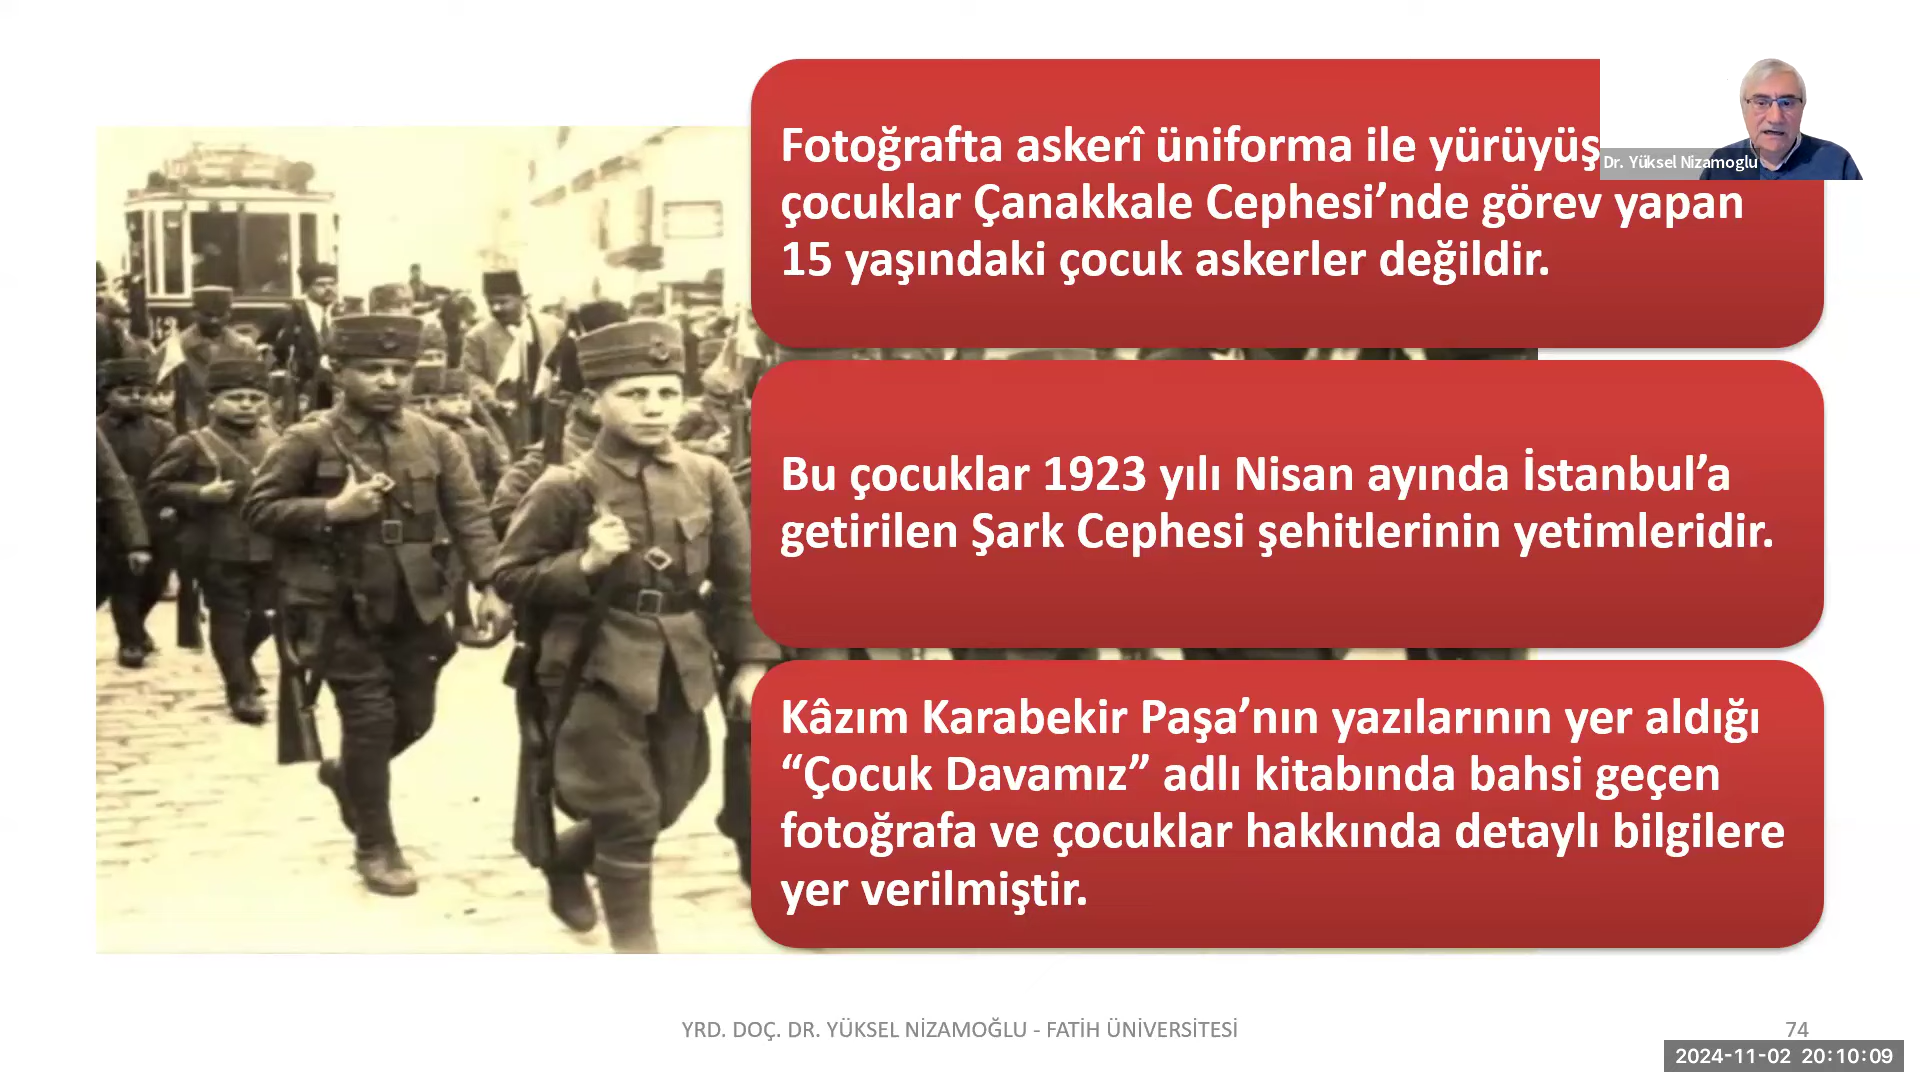 Fotoğrafta askerî üniforma ile yürüyüş
çocuklar Çanakkale Cephesi’nde görev yapan
15 yaşındaki çocuk askerler değildir.
Dr. Yüksel Nizamoglu
Bu çocuklar 1923 yılı Nisan ayında İstanbul’a
getirilen Şark Cephesi şehitlerinin yetimleridir.
Kâzım Karabekir Paşa’nın yazılarının yer aldığı
“Çocuk Davamız” adlı kitabında bahsi geçen
fotoğrafa ve çocuklar hakkında detaylı bilgilere
yer verilmiştir.
YRD. DOÇ. DR. YÜKSEL NİZAMOĞLU - FATİH ÜNİVERSİTESİ
74
2024-11-02 20:10:09